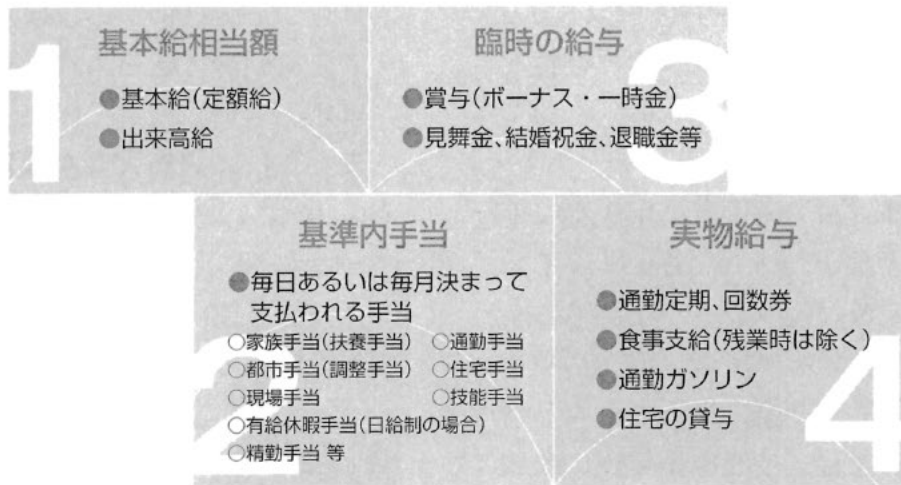 1
基本給相当額
●基本給(定額給)
●出来高給
2
基準内手当
●毎日あるいは毎月決まって
支払われる手当
○家族手当(扶養手当) ○通勤手当
○都市手当(調整手当) ○住宅手当
○現場手当 ○技能手当
○有給休暇手当(日給制の場合)
○精勤手当 等
3
臨時の給与
●賞与(ボーナス・一時金)
●見舞金、結婚祝金、退職金等
4
実物給与
●通勤定期、回数券
●食事支給(残業時は除く)
●通勤ガソリン
●住宅の貸与